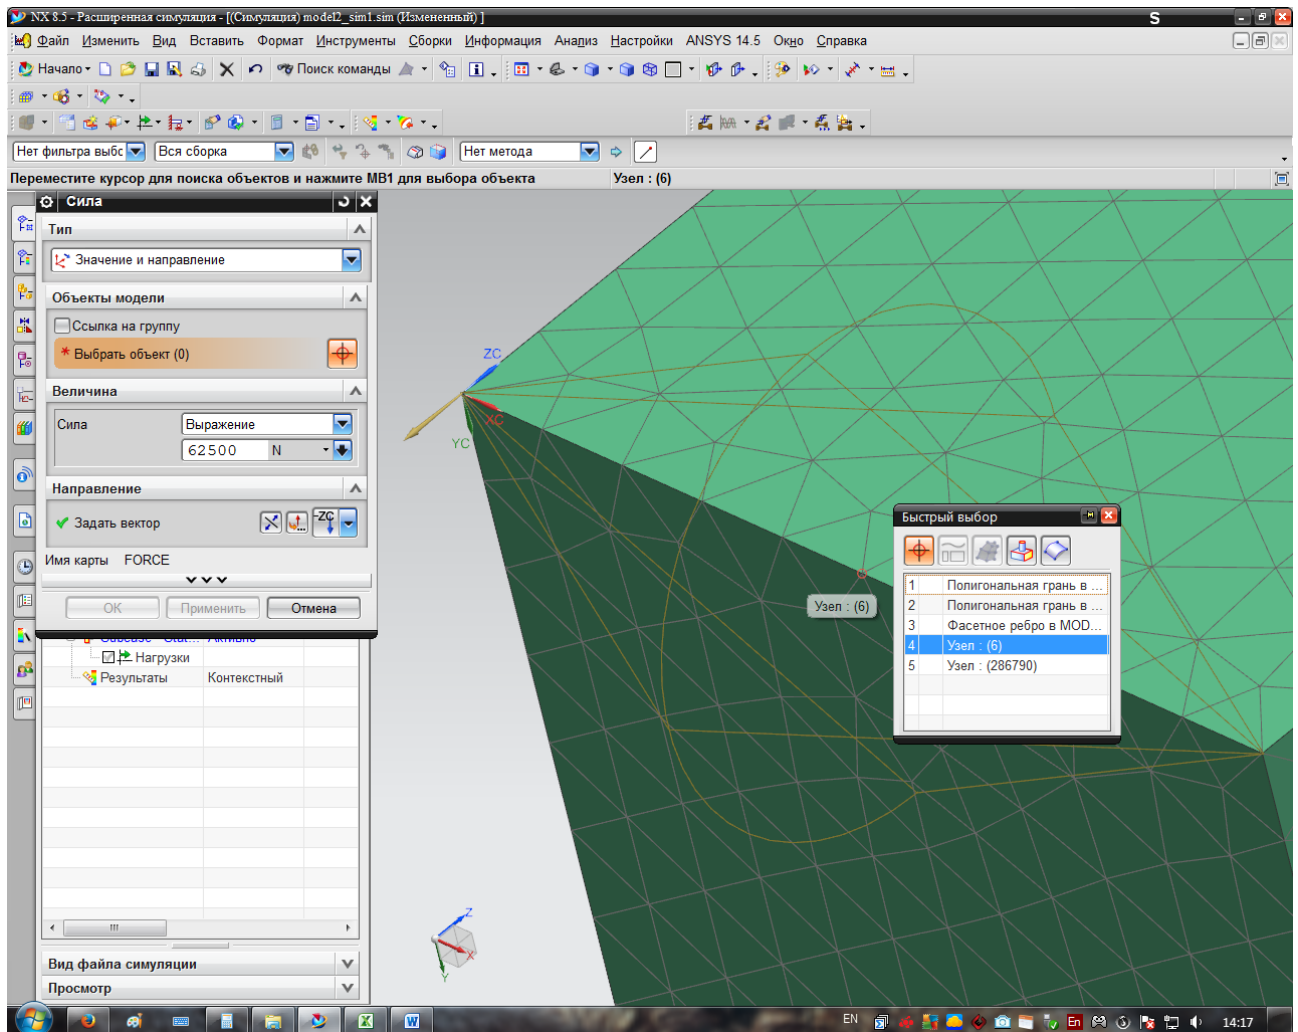 NX 8.5 - Расширенная симуляция - [(Симуляция) model2_sim1.sim (Измененный) ]
S
Файл Изменить Вид Вставить Формат Инструменты Сборки Информация Анализ Настройки ANSYS 14.5 Окно Справка
Начало Поиск команды
Нет фильтра выбс Вся сборка Нет метода
Переместите курсор для поиска объектов и нажмите MB1 для выбора объекта Узел : (6)
Сила
Тип
Значение и направление
Объекты модели
Ссылка на группу
* Выбрать объект (0)
Величина
Сила Выражение
62500 N
Направление
Задать вектор -ZC
Имя карты FORCE
ОК Применить Отмена
Нагрузки
Результаты Контекстный
Вид файла симуляции
Просмотр
ZC
XC
YC
Быстрый выбор
1 Полигональная грань в ...
2 Полигональная грань в ...
3 Фасетное ребро в MOD...
4 Узел : (6)
5 Узел : (286790)
Узел : (6)
Z
X
Y
EN En 14:17